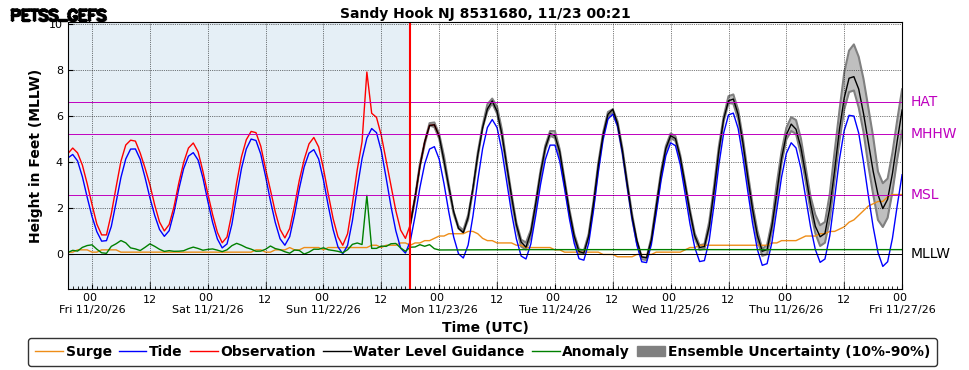 PETSS_GEFS
Sandy Hook NJ 8531680, 11/23 00:21
Height in Feet (MLLW)
10
8
6
4
2
0
HAT
MHHW
MSL
MLLW
00 12 00 12 00 12 00 12 00 12 00 12 00 12 00
Fri 11/20/26 Sat 11/21/26 Sun 11/22/26 Mon 11/23/26 Tue 11/24/26 Wed 11/25/26 Thu 11/26/26 Fri 11/27/26
Time (UTC)
Surge Tide Observation Water Level Guidance Anomaly Ensemble Uncertainty (10%-90%)